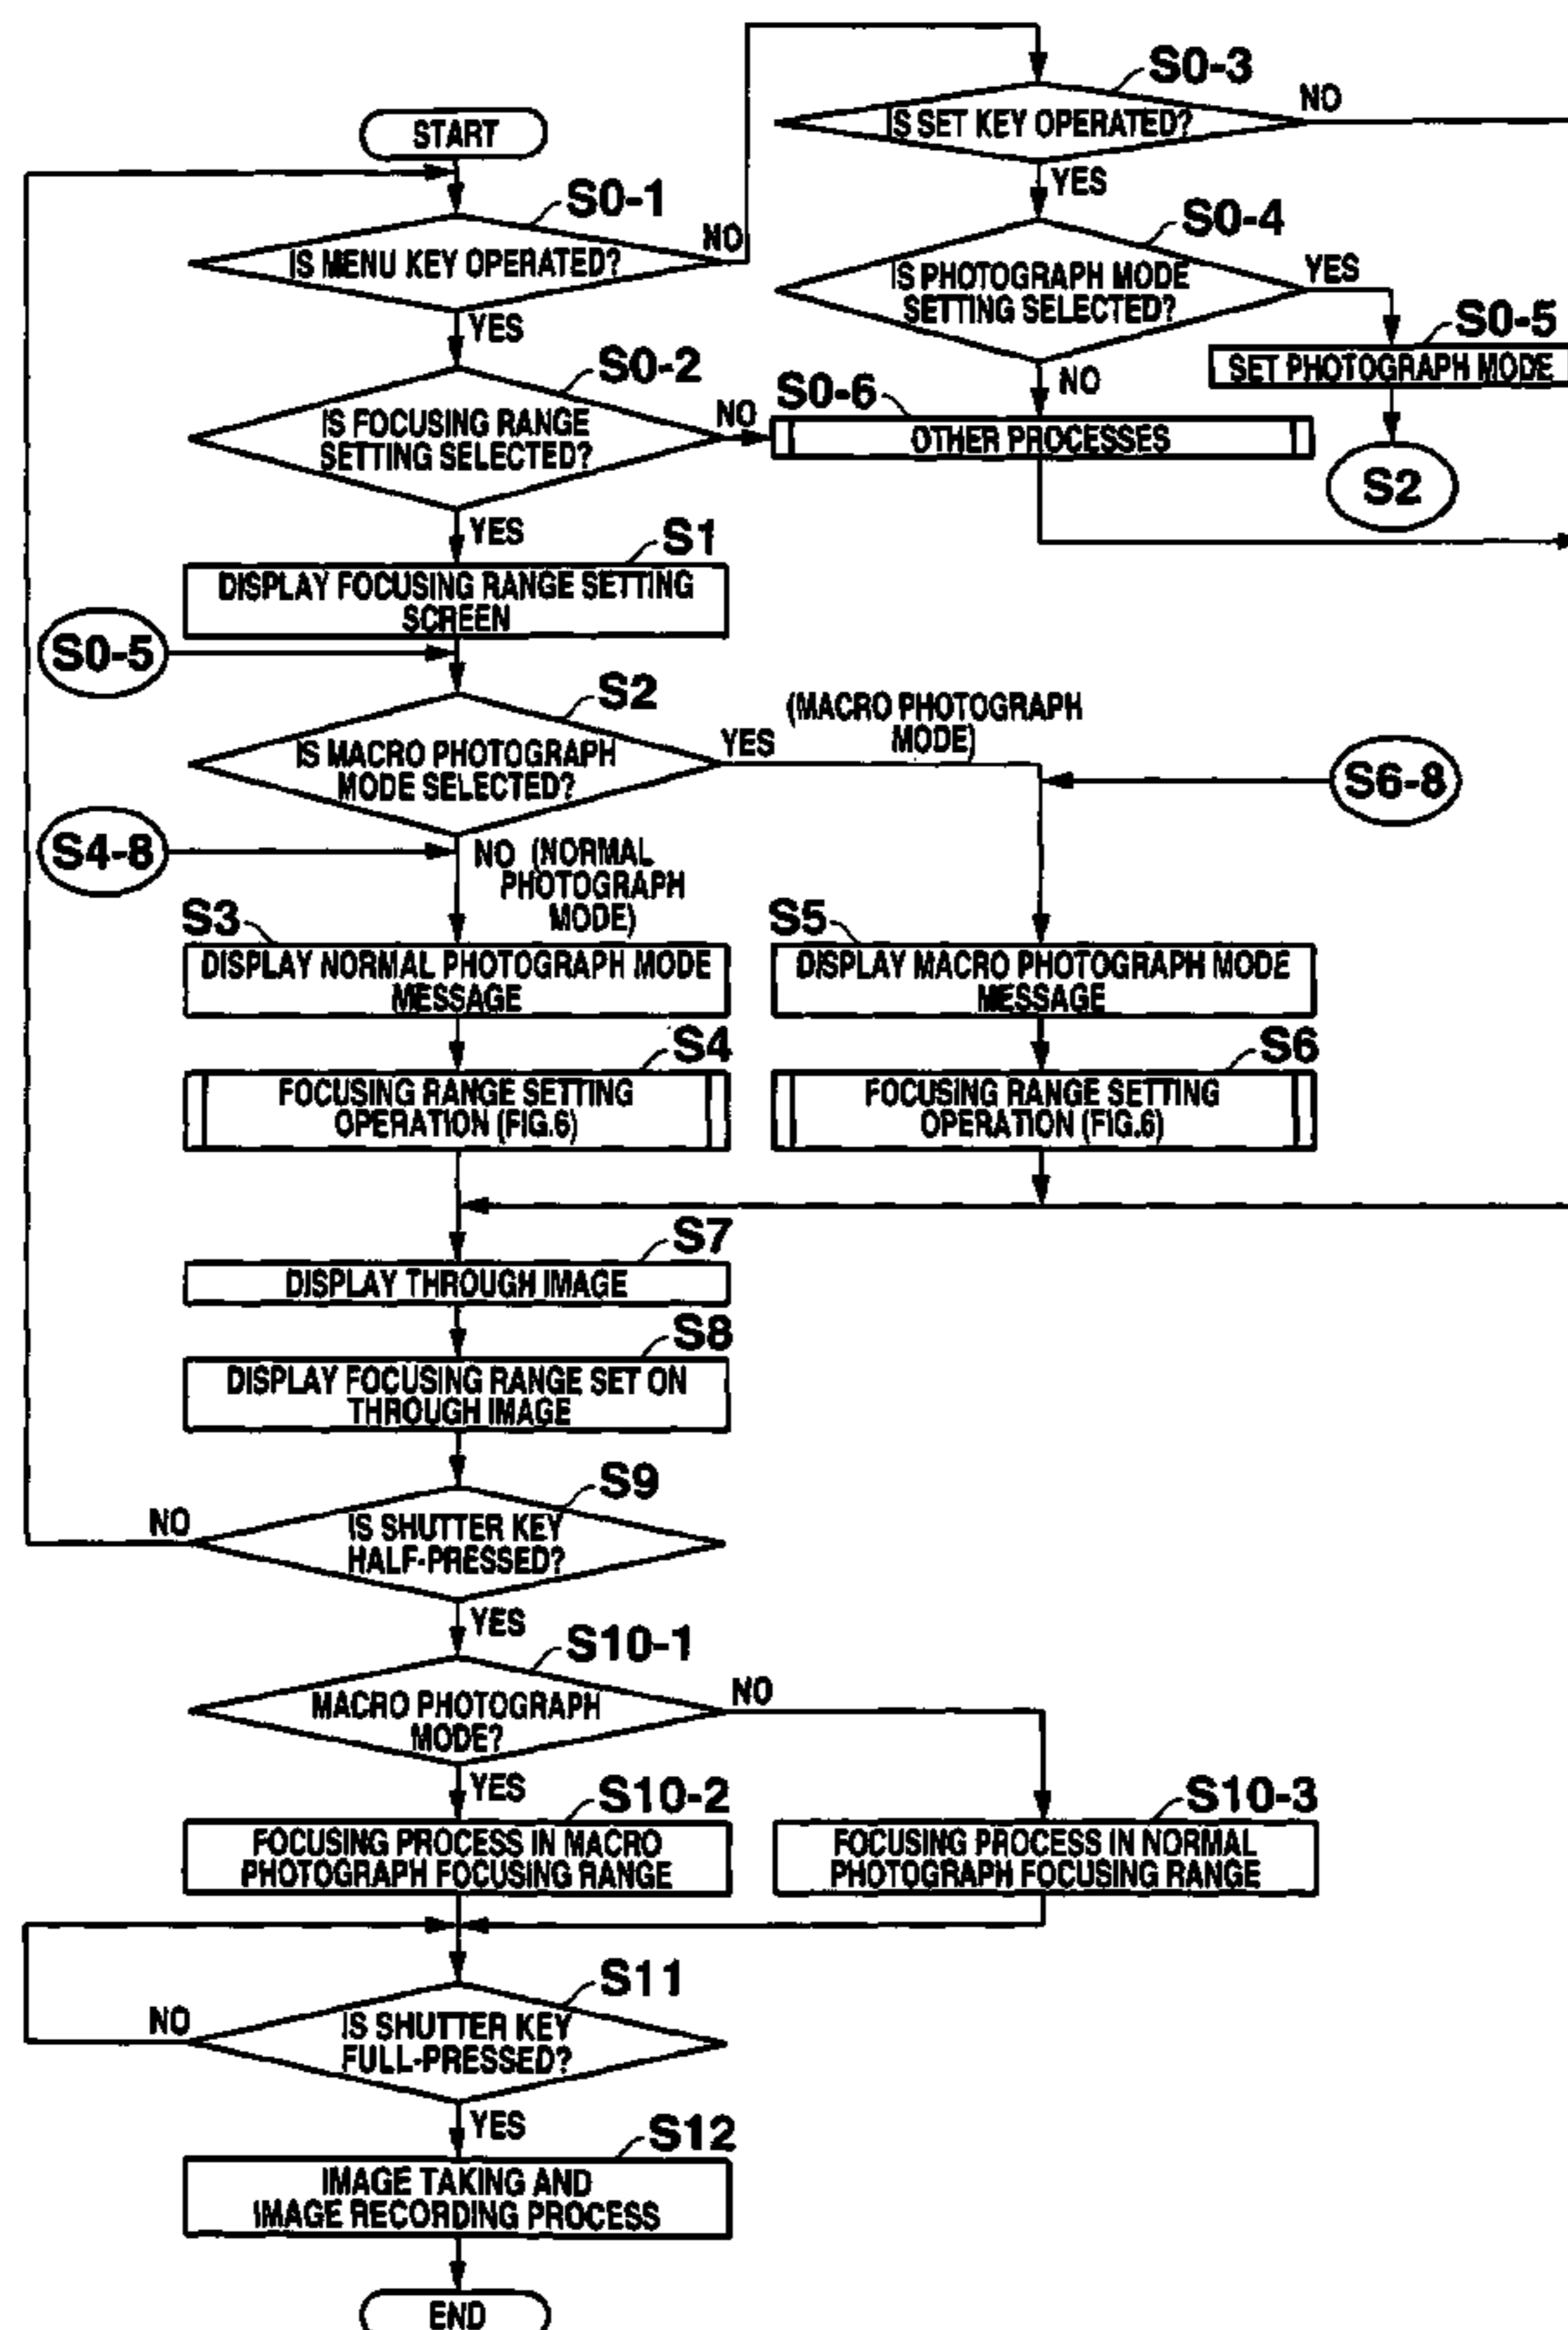 START
S0-1
IS MENU KEY OPERATED?
NO
YES
S0-2
IS FOCUSING RANGE
SETTING SELECTED?
NO
YES
S0-3
IS SET KEY OPERATED?
NO
YES
S0-4
IS PHOTOGRAPH MODE
SETTING SELECTED?
YES
NO
S0-5
SET PHOTOGRAPH MODE
S2
S0-6
OTHER PROCESSES
S1
DISPLAY FOCUSING RANGE SETTING
SCREEN
S0-5
S2
IS MACRO PHOTOGRAPH
MODE SELECTED?
YES
(MACRO PHOTOGRAPH
MODE)
S6-8
S4-8
NO (NORMAL
PHOTOGRAPH
MODE)
S3
DISPLAY NORMAL PHOTOGRAPH MODE
MESSAGE
S5
DISPLAY MACRO PHOTOGRAPH MODE
MESSAGE
S4
FOCUSING RANGE SETTING
OPERATION (FIG.6)
S6
FOCUSING RANGE SETTING
OPERATION (FIG.6)
S7
DISPLAY THROUGH IMAGE
S8
DISPLAY FOCUSING RANGE SET ON
THROUGH IMAGE
S9
IS SHUTTER KEY
HALF-PRESSED?
NO
YES
S10-1
MACRO PHOTOGRAPH
MODE?
NO
YES
S10-2
FOCUSING PROCESS IN MACRO
PHOTOGRAPH FOCUSING RANGE
S10-3
FOCUSING PROCESS IN NORMAL
PHOTOGRAPH FOCUSING RANGE
S11
IS SHUTTER KEY
FULL-PRESSED?
NO
YES
S12
IMAGE TAKING AND
IMAGE RECORDING PROCESS
END